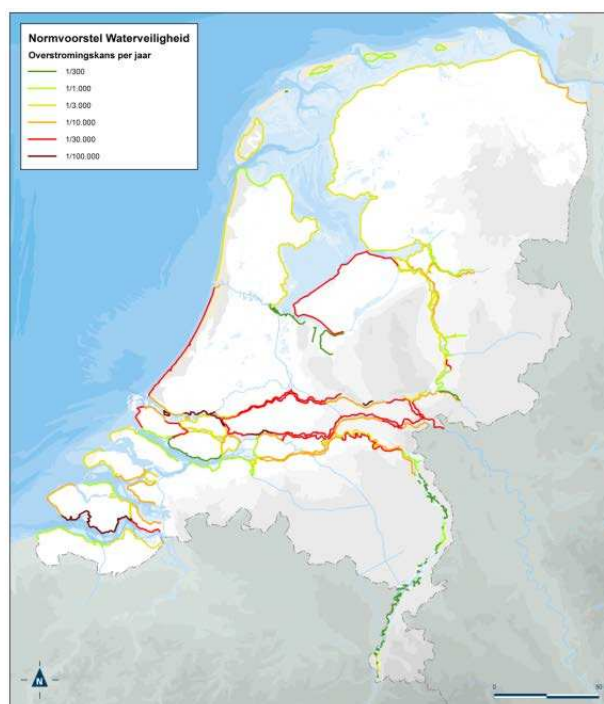 Normvoorstel Waterveiligheid
Overstromingskans per jaar
1/300
1/1.000
1/3.000
1/10.000
1/30.000
1/100.000
N
0